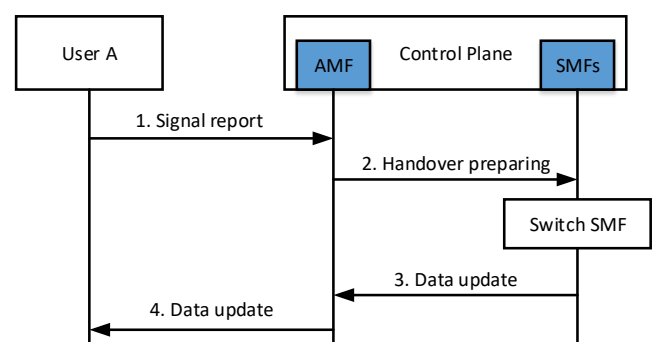 User A
Control Plane
AMF
SMFs
1. Signal report
2. Handover preparing
Switch SMF
3. Data update
4. Data update